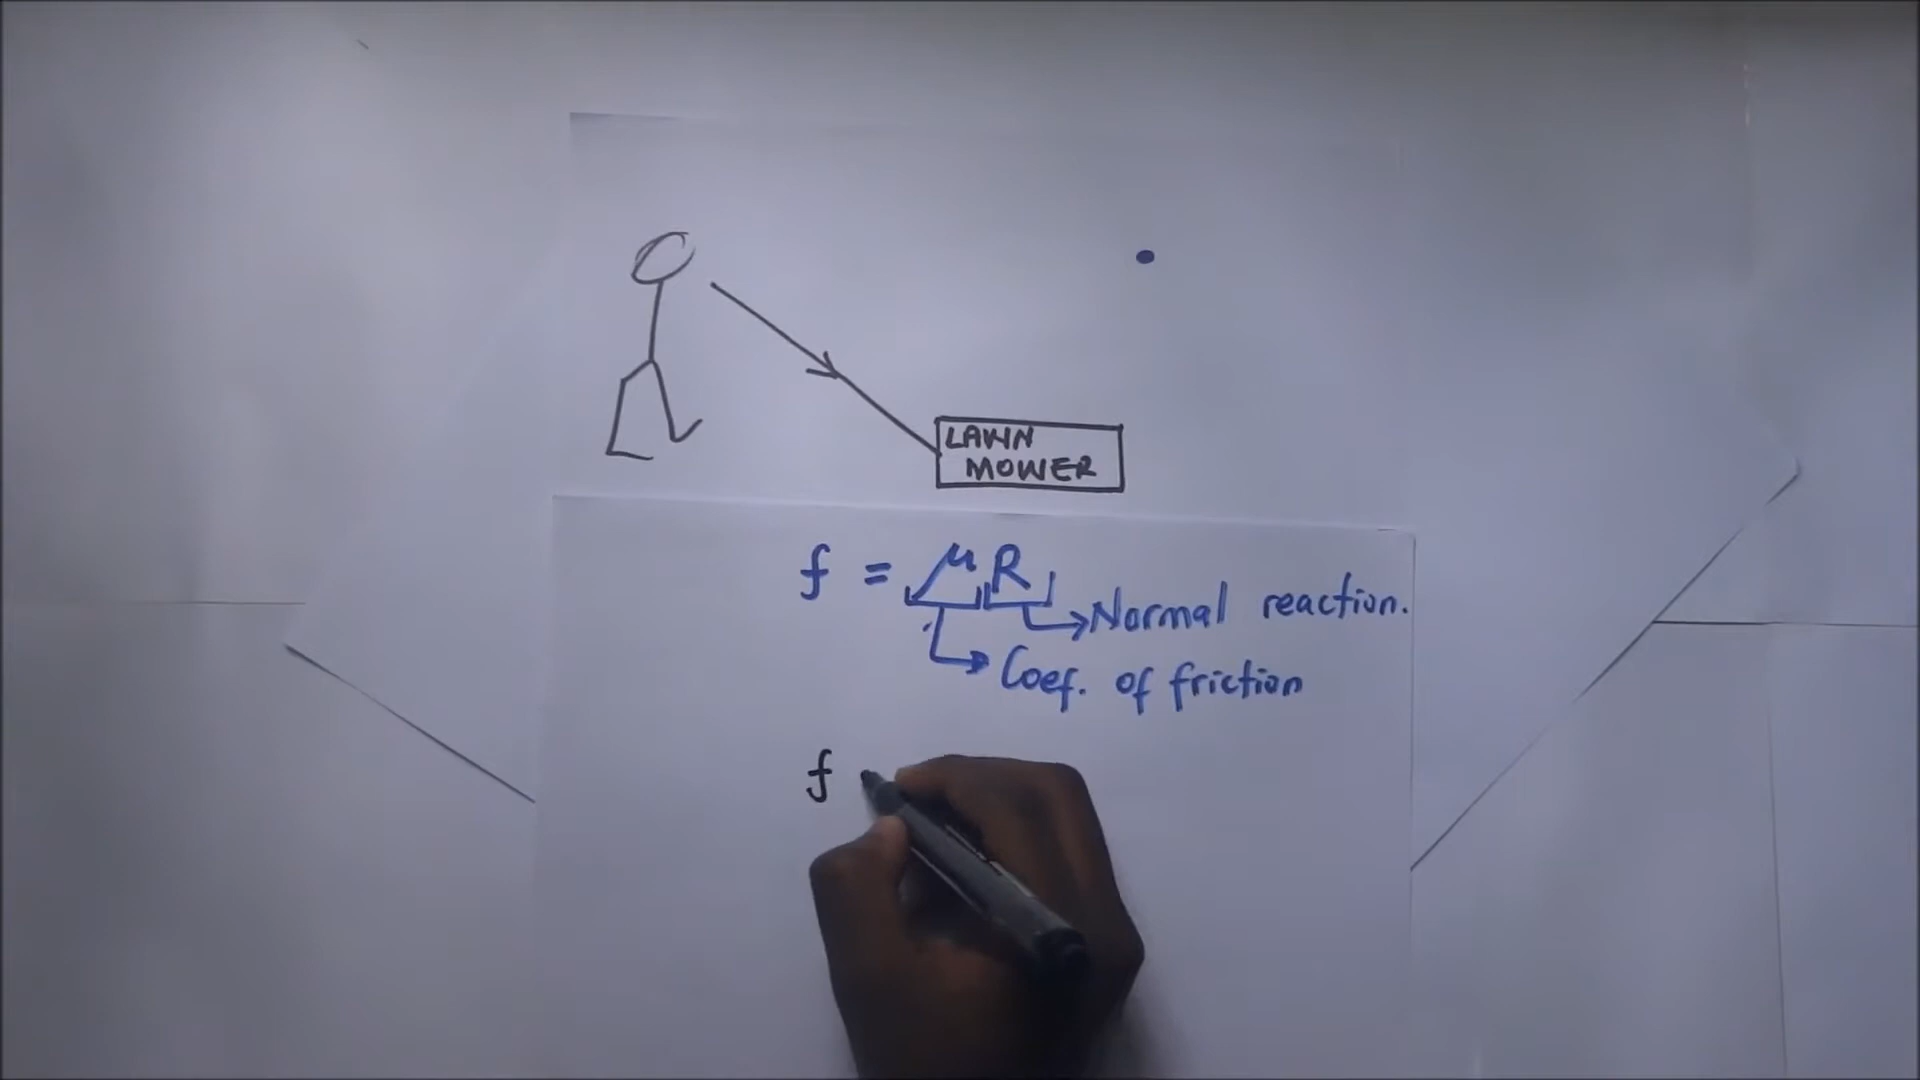 LAWN
MOWER
f = μR
Normal reaction.
Coef. of friction
f